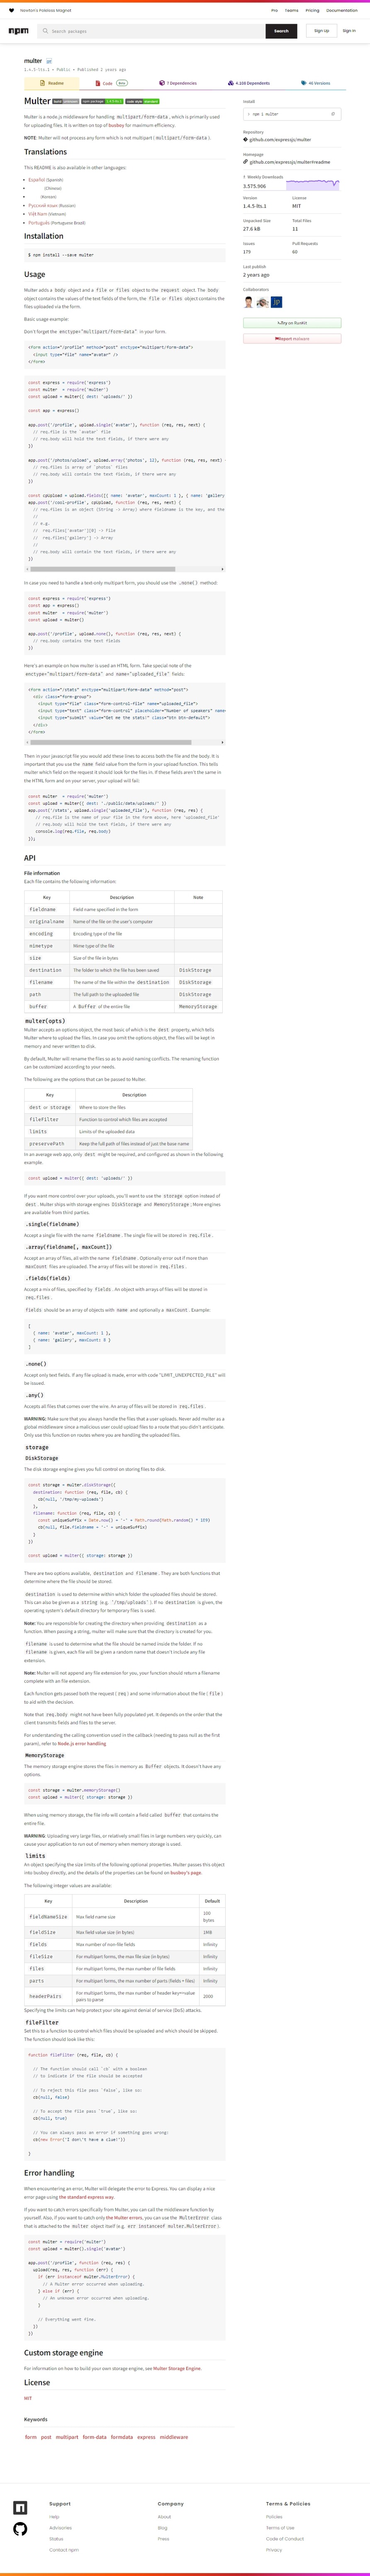 Newton's Poisoned Magnet
Pro Teams Pricing Documentation
npm
Search packages
Search
Sign Up
Sign In
multer
1.4.5-lts.1 • Public • Published 2 years ago
Readme
Code Beta
7 Dependencies
4,108 Dependents
40 Versions
Multer
Multer is a node.js middleware for handling multipart/form-data , which is primarily used
for uploading files. It is written on top of busboy for maximum efficiency.
NOTE: Multer will not process any form which is not multipart ( multipart/form-data ).
Translations
This README is also available in other languages:
Español (Spanish)
(Chinese)
(Korean)
Русский язык (Russian)
Việt Nam (Vietnam)
Português (Portuguese Brazil)
Installation
$ npm install --save multer
Usage
Multer adds a body object and a file or files object to the request object. The body
object contains the values of the text fields of the form, the file or files object contains the
files uploaded via the form.
Basic usage example:
Don't forget the enctype="multipart/form-data" in your form.
<form action="/profile" method="post" enctype="multipart/form-data">
<input type="file" name="avatar" />
</form>
const express = require('express')
const multer = require('multer')
const upload = multer({ dest: 'uploads/' })
const app = express()
app.post('/profile', upload.single('avatar'), function (req, res, next) {
// req.file is the `avatar` file
// req.body will hold the text fields, if there were any
})
app.post('/photos/upload', upload.array('photos', 12), function (req, res, next)
// req.files is array of `photos` files
// req.body will contain the text fields, if there were any
})
const cpUpload = upload.fields([{ name: 'avatar', maxCount: 1 }, { name: 'gallery
app.post('/cool-profile', cpUpload, function (req, res, next) {
// req.files is an object (String -> Array) where fieldname is the key, and the
//
// e.g.
// req.files['avatar'][0] -> File
// req.files['gallery'] -> Array
//
// req.body will contain the text fields, if there were any
})
In case you need to handle a text-only multipart form, you should use the .none() method:
const express = require('express')
const app = express()
const multer = require('multer')
const upload = multer()
app.post('/profile', upload.none(), function (req, res, next) {
// req.body contains the text fields
})
Here's an example on how multer is used an HTML form. Take special note of the
enctype="multipart/form-data" and name="uploaded_file" fields:
<form action="/stats" enctype="multipart/form-data" method="post">
<div class="form-group">
<input type="file" class="form-control-file" name="uploaded_file">
<input type="text" class="form-control" placeholder="Number of speakers" name=
<input type="submit" value="Get me the stats!" class="btn btn-default">
</div>
</form>
Then in your javascript file you would add these lines to access both the file and the body. It is
important that you use the name field value from the form in your upload function. This tells
multer which field on the request it should look for the files in. If these fields aren't the same in
the HTML form and on your server, your upload will fail:
const multer = require('multer')
const upload = multer({ dest: './public/data/uploads/' })
app.post('/stats', upload.single('uploaded_file'), function (req, res) {
// req.file is the name of your file in the form above, here 'uploaded_file'
// req.body will hold the text fields, if there were any
console.log(req.file, req.body)
});
API
File information
Each file contains the following information:
Key Description Note
fieldname Field name specified in the form
originalname Name of the file on the user's computer
encoding Encoding type of the file
mimetype Mime type of the file
size Size of the file in bytes
destination The folder to which the file has been saved DiskStorage
filename The name of the file within the destination DiskStorage
path The full path to the uploaded file DiskStorage
buffer A Buffer of the entire file MemoryStorage
multer(opts)
Multer accepts an options object, the most basic of which is the dest property, which tells
Multer where to upload the files. In case you omit the options object, the files will be kept in
memory and never written to disk.
By default, Multer will rename the files so as to avoid naming conflicts. The renaming function
can be customized according to your needs.
The following are the options that can be passed to Multer.
Key Description
dest or storage Where to store the files
fileFilter Function to control which files are accepted
limits Limits of the uploaded data
preservePath Keep the full path of files instead of just the base name
In an average web app, only dest might be required, and configured as shown in the following
example.
const upload = multer({ dest: 'uploads/' })
If you want more control over your uploads, you'll want to use the storage option instead of
dest . Multer ships with storage engines DiskStorage and MemoryStorage ; More engines
are available from third parties.
.single(fieldname)
Accept a single file with the name fieldname . The single file will be stored in req.file .
.array(fieldname[, maxCount])
Accept an array of files, all with the name fieldname . Optionally error out if more than
maxCount files are uploaded. The array of files will be stored in req.files .
.fields(fields)
Accept a mix of files, specified by fields . An object with arrays of files will be stored in
req.files .
fields should be an array of objects with name and optionally a maxCount . Example:
[
{ name: 'avatar', maxCount: 1 },
{ name: 'gallery', maxCount: 8 }
]
.none()
Accept only text fields. If any file upload is made, error with code "LIMIT_UNEXPECTED_FILE" will
be issued.
.any()
Accepts all files that comes over the wire. An array of files will be stored in req.files .
WARNING: Make sure that you always handle the files that a user uploads. Never add multer as a
global middleware since a malicious user could upload files to a route that you didn't anticipate.
Only use this function on routes where you are handling the uploaded files.
storage
DiskStorage
The disk storage engine gives you full control on storing files to disk.
const storage = multer.diskStorage({
destination: function (req, file, cb) {
cb(null, '/tmp/my-uploads')
},
filename: function (req, file, cb) {
const uniqueSuffix = Date.now() + '-' + Math.round(Math.random() * 1E9)
cb(null, file.fieldname + '-' + uniqueSuffix)
}
})
const upload = multer({ storage: storage })
There are two options available, destination and filename . They are both functions that
determine where the file should be stored.
destination is used to determine within which folder the uploaded files should be stored.
This can also be given as a string (e.g. '/tmp/uploads' ). If no destination is given, the
operating system's default directory for temporary files is used.
Note: You are responsible for creating the directory when providing destination as a
function. When passing a string, multer will make sure that the directory is created for you.
filename is used to determine what the file should be named inside the folder. If no
filename is given, each file will be given a random name that doesn't include any file
extension.
Note: Multer will not append any file extension for you, your function should return a filename
complete with an file extension.
Each function gets passed both the request ( req ) and some information about the file ( file )
to aid with the decision.
Note that req.body might not have been fully populated yet. It depends on the order that the
client transmits fields and files to the server.
For understanding the calling convention used in the callback (needing to pass null as the first
param), refer to Node.js error handling
MemoryStorage
The memory storage engine stores the files in memory as Buffer objects. It doesn't have any
options.
const storage = multer.memoryStorage()
const upload = multer({ storage: storage })
When using memory storage, the file info will contain a field called buffer that contains the
entire file.
WARNING: Uploading very large files, or relatively small files in large numbers very quickly, can
cause your application to run out of memory when memory storage is used.
limits
An object specifying the size limits of the following optional properties. Multer passes this object
into busboy directly, and the details of the properties can be found on busboy's page.
The following integer values are available:
Key Description Default
fieldNameSize Max field name size 100 bytes
fieldSize Max field value size (in bytes) 1MB
fields Max number of non-file fields Infinity
fileSize For multipart forms, the max file size (in bytes) Infinity
files For multipart forms, the max number of file fields Infinity
parts For multipart forms, the max number of parts (fields + files) Infinity
headerPairs For multipart forms, the max number of header key=>value pairs to parse 2000
Specifying the limits can help protect your site against denial of service (DoS) attacks.
fileFilter
Set this to a function to control which files should be uploaded and which should be skipped.
The function should look like this:
function fileFilter (req, file, cb) {
// The function should call `cb` with a boolean
// to indicate if the file should be accepted
// To reject this file pass `false`, like so:
cb(null, false)
// To accept the file pass `true`, like so:
cb(null, true)
// You can always pass an error if something goes wrong:
cb(new Error('I don\'t have a clue!'))
}
Error handling
When encountering an error, Multer will delegate the error to Express. You can display a nice
error page using the standard express way.
If you want to catch errors specifically from Multer, you can call the middleware function by
yourself. Also, if you want to catch only the Multer errors, you can use the MulterError class
that is attached to the multer object itself (e.g. err instanceof multer.MulterError ).
const multer = require('multer')
const upload = multer().single('avatar')
app.post('/profile', function (req, res) {
upload(req, res, function (err) {
if (err instanceof multer.MulterError) {
// A Multer error occurred when uploading.
} else if (err) {
// An unknown error occurred when uploading.
}
// Everything went fine.
})
})
Custom storage engine
For information on how to build your own storage engine, see Multer Storage Engine.
License
MIT
Keywords
form post multipart form-data formdata express middleware
Install
npm i multer
Repository
github.com/expressjs/multer
Homepage
github.com/expressjs/multer#readme
Weekly Downloads
3.575.906
Version
1.4.5-lts.1
License
MIT
Unpacked Size
27.6 kB
Total Files
11
Issues
Pull Requests
Last publish
2 years ago
Collaborators
Try on RunKit
Report malware
Support
Help
Advisories
Status
Contact npm
Company
About
Blog
Press
Terms & Policies
Policies
Terms of Use
Code of Conduct
Privacy